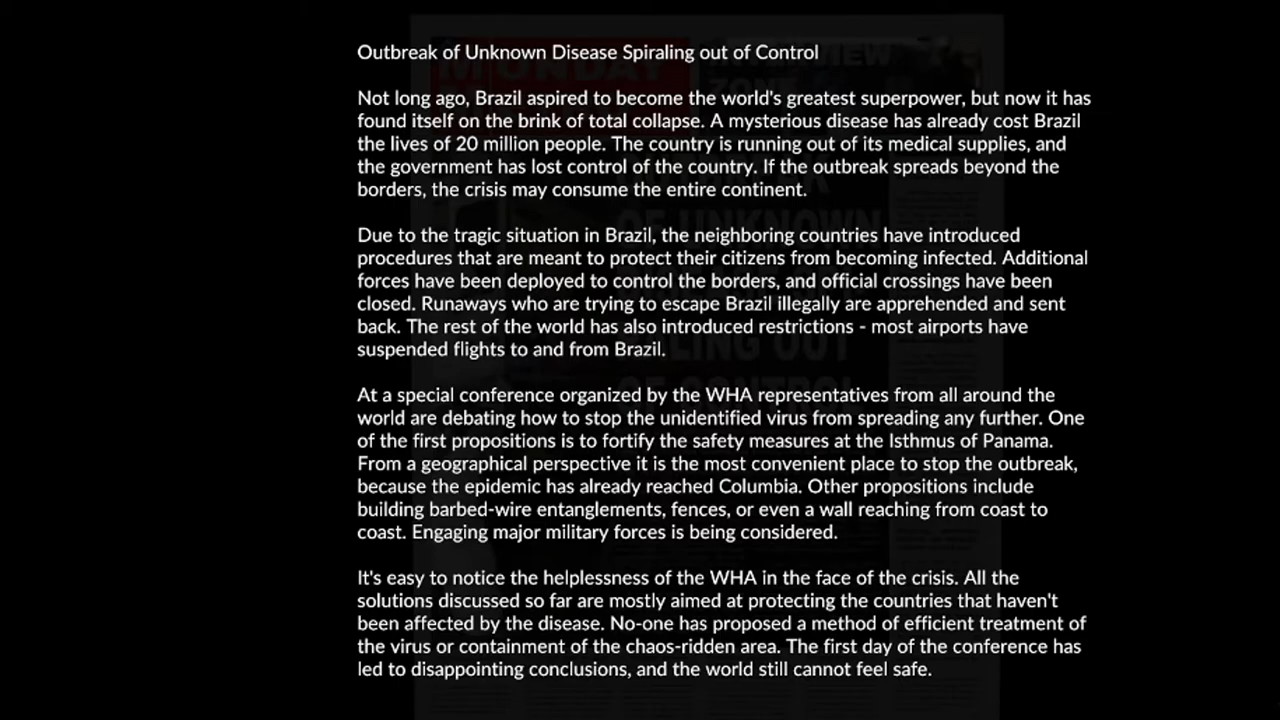 Outbreak of Unknown Disease Spiraling out of Control
Not long ago, Brazil aspired to become the world's greatest superpower, but now it has
found itself on the brink of total collapse. A mysterious disease has already cost Brazil
the lives of 20 million people. The country is running out of its medical supplies, and
the government has lost control of the country. If the outbreak spreads beyond the
borders, the crisis may consume the entire continent.
Due to the tragic situation in Brazil, the neighboring countries have introduced
procedures that are meant to protect their citizens from becoming infected. Additional
forces have been deployed to control the borders, and official crossings have been
closed. Runaways who are trying to escape Brazil illegally are apprehended and sent
back. The rest of the world has also introduced restrictions - most airports have
suspended flights to and from Brazil.
At a special conference organized by the WHA representatives from all around the
world are debating how to stop the unidentified virus from spreading any further. One
of the first propositions is to fortify the safety measures at the Isthmus of Panama.
From a geographical perspective it is the most convenient place to stop the outbreak,
because the epidemic has already reached Columbia. Other propositions include
building barbed-wire entanglements, fences, or even a wall reaching from coast to
coast. Engaging major military forces is being considered.
It's easy to notice the helplessness of the WHA in the face of the crisis. All the
solutions discussed so far are mostly aimed at protecting the countries that haven't
been affected by the disease. No-one has proposed a method of efficient treatment of
the virus or containment of the chaos-ridden area. The first day of the conference has
led to disappointing conclusions, and the world still cannot feel safe.